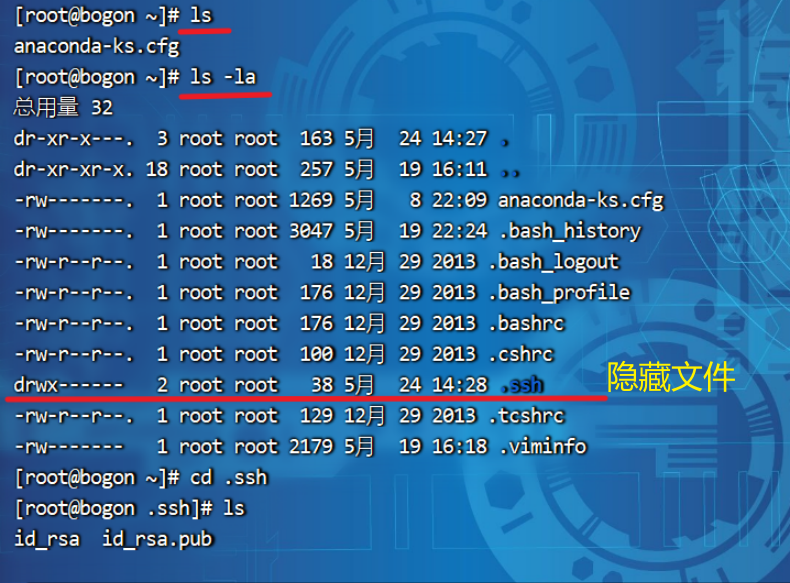 [root@bogon ~]# ls
anaconda-ks.cfg
[root@bogon ~]# ls -la
总用量 32
dr-xr-x---.  3 root root  163 5月  24 14:27 .
dr-xr-xr-x. 18 root root  257 5月  19 16:11 ..
-rw-------.  1 root root 1269 5月   8 22:09 anaconda-ks.cfg
-rw-------.  1 root root 3047 5月  19 22:24 .bash_history
-rw-r--r--.  1 root root   18 12月 29 2013 .bash_logout
-rw-r--r--.  1 root root  176 12月 29 2013 .bash_profile
-rw-r--r--.  1 root root  176 12月 29 2013 .bashrc
-rw-r--r--.  1 root root  100 12月 29 2013 .cshrc
drwx------   2 root root   38 5月  24 14:28 .ssh 隐藏文件
-rw-r--r--.  1 root root  129 12月 29 2013 .tcshrc
-rw-------   1 root root 2179 5月  19 16:18 .viminfo
[root@bogon ~]# cd .ssh
[root@bogon .ssh]# ls
id_rsa  id_rsa.pub